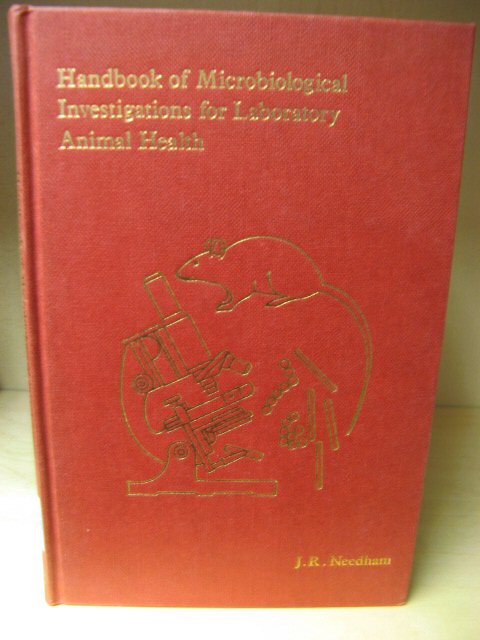 Handbook of Microbiological
Investigations for Laboratory
Animal Health
J.R. Needham